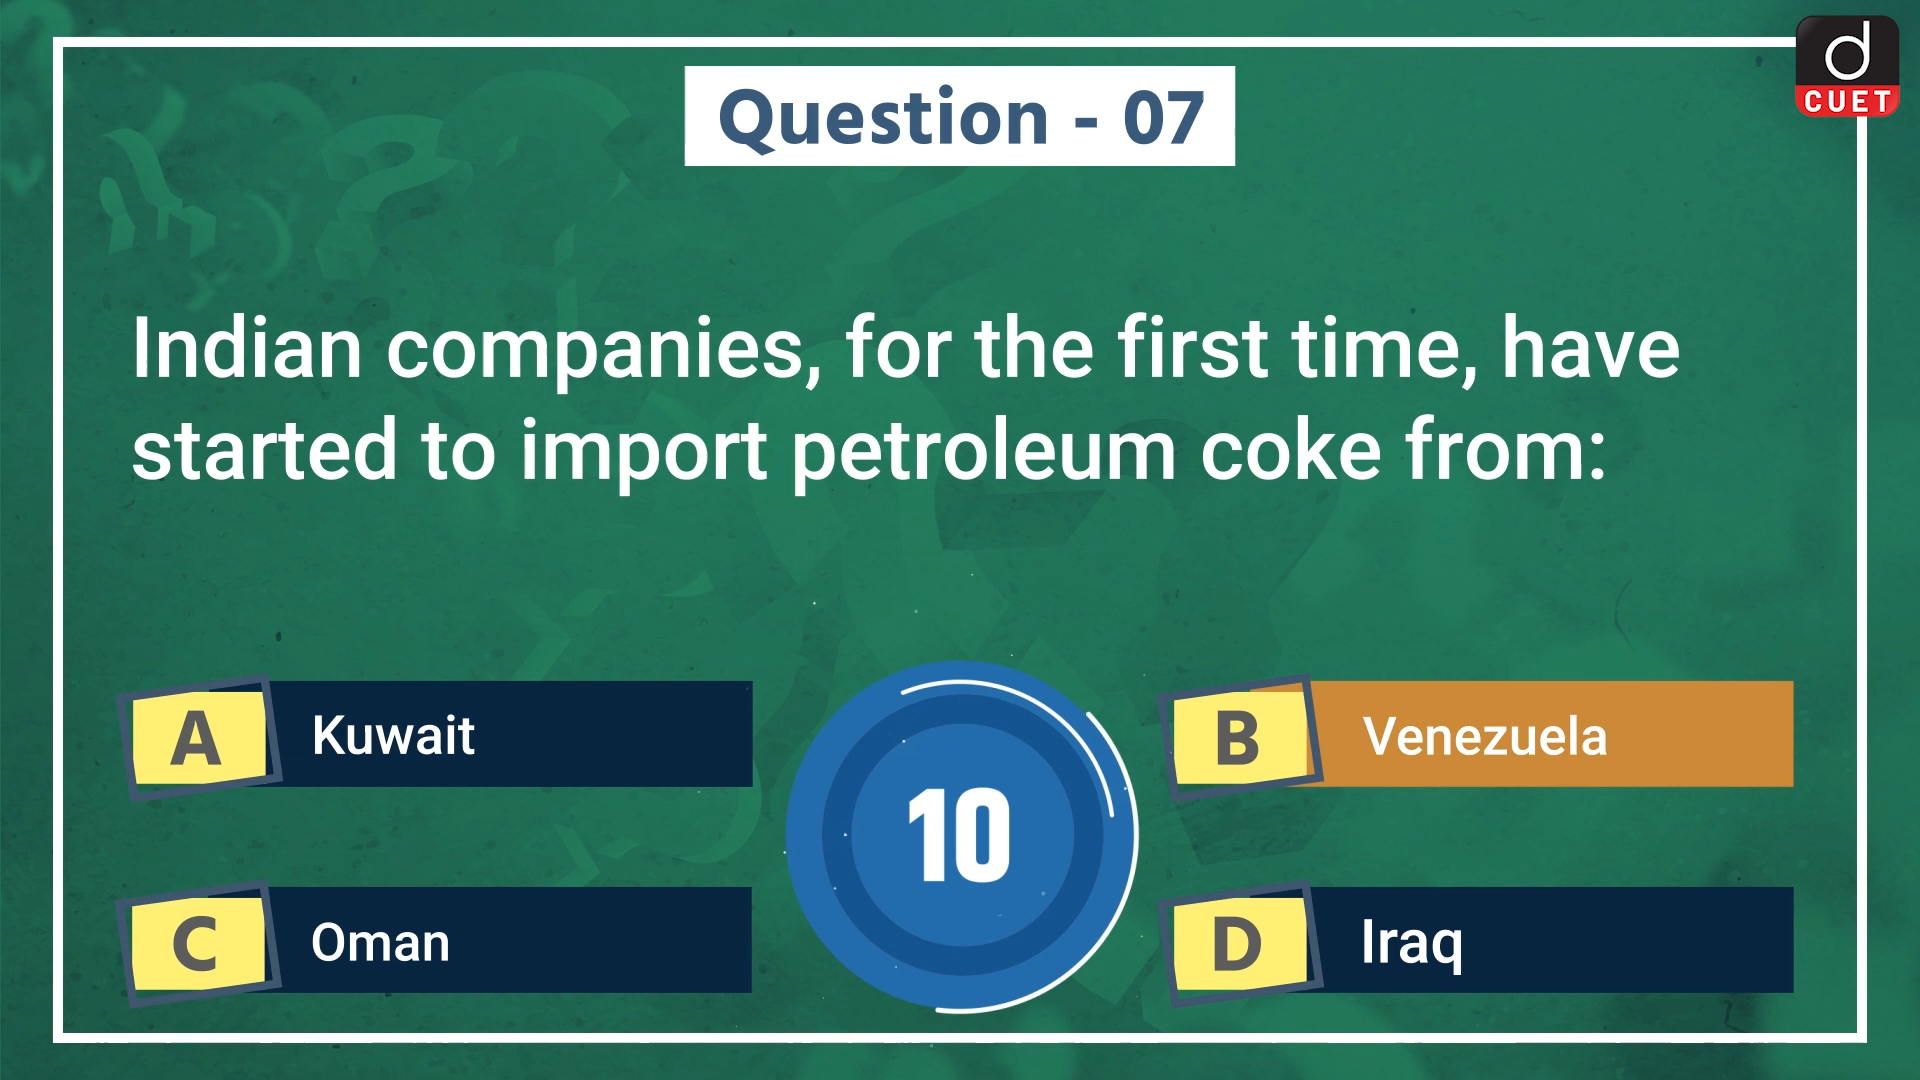 d
CUET
Question - 07
Indian companies, for the first time, have
started to import petroleum coke from:
A Kuwait
B Venezuela
10
C Oman
D Iraq